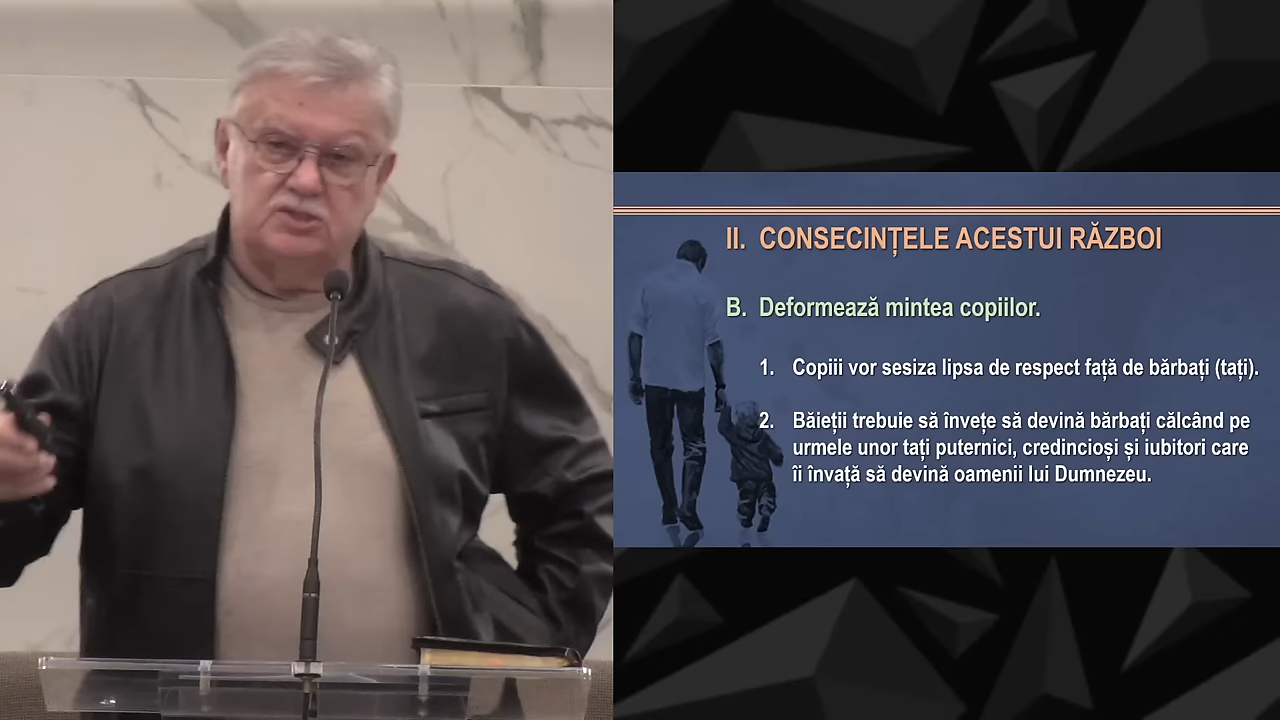 II. CONSECINȚELE ACESTUI RĂZBOI
B. Deformează mintea copiilor.
1. Copiii vor sesiza lipsa de respect față de bărbați (tați).
2. Băieții trebuie să învețe să devină bărbați călcând pe
urmele unor tați puternici, credincioși și iubitori care
îi învață să devină oamenii lui Dumnezeu.